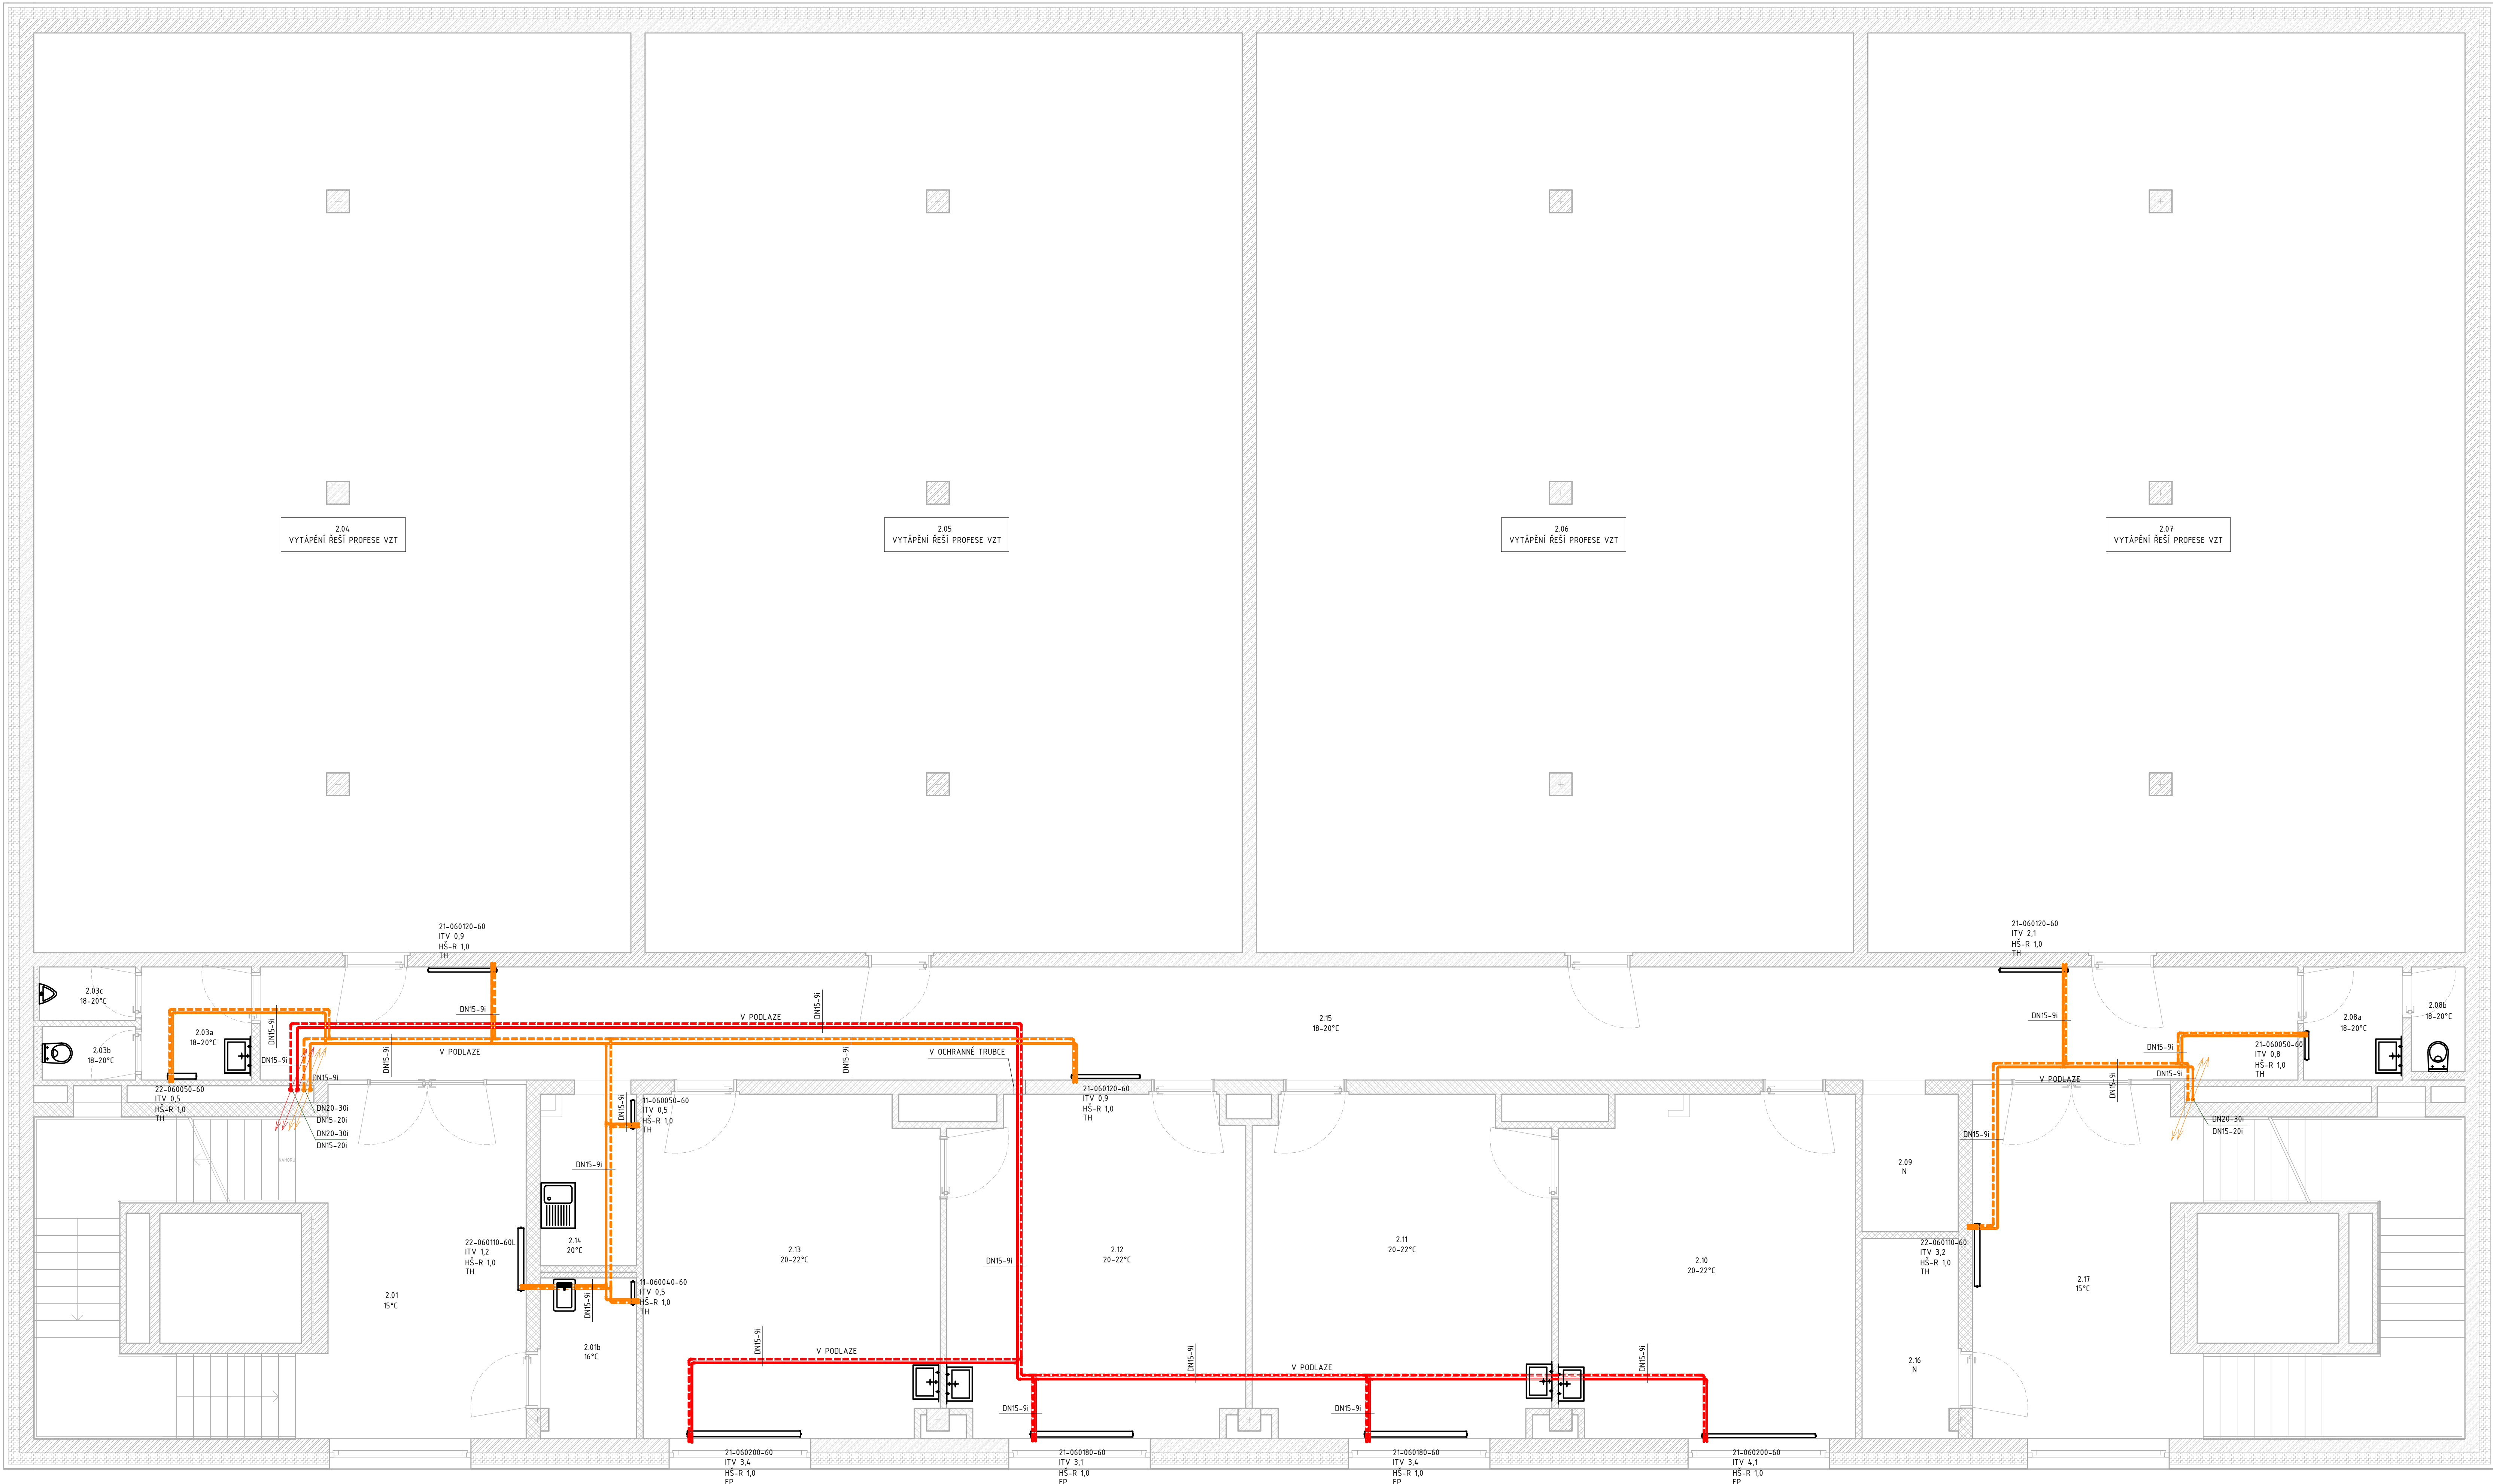 2.04
VYTÁPĚNÍ ŘEŠÍ PROFESE VZT
2.05
VYTÁPĚNÍ ŘEŠÍ PROFESE VZT
2.06
VYTÁPĚNÍ ŘEŠÍ PROFESE VZT
2.07
VYTÁPĚNÍ ŘEŠÍ PROFESE VZT
21-060120-60
ITV 0,9
HŠ-R 1,0
TH
21-060120-60
ITV 2,1
HŠ-R 1,0
TH
2.03c
18-20°C
2.03a
18-20°C
2.03b
18-20°C
DN15-9i
DN15-9i
DN15-9i
V PODLAZE
DN15-9i
V PODLAZE
DN15-9i
DN15-9i
DN15-9i
V OCHRANNÉ TRUBCE
2.15
18-20°C
DN15-9i
DN15-9i
DN15-9i
V PODLAZE
DN15-9i
2.08a
18-20°C
2.08b
18-20°C
21-060050-60
ITV 0,8
HŠ-R 1,0
TH
22-060050-60
ITV 0,5
HŠ-R 1,0
TH
DN20-30i
DN15-20i
DN20-30i
DN15-20i
DN15-9i
11-060050-60
ITV 0,5
HŠ-R 1,0
TH
21-060120-60
ITV 0,9
HŠ-R 1,0
TH
DN20-30i
DN15-20i
DN15-9i
DN15-9i
2.09
N
22-060110-60L
ITV 1,2
HŠ-R 1,0
TH
2.14
20°C
2.13
20-22°C
DN15-9i
2.12
20-22°C
2.11
20-22°C
2.10
20-22°C
22-060110-60
ITV 3,2
HŠ-R 1,0
TH
2.17
15°C
2.01
15°C
DN15-9i
11-060040-60
ITV 0,5
HŠ-R 1,0
TH
2.01b
16°C
DN15-9i
V PODLAZE
DN15-9i
V PODLAZE
DN15-9i
2.16
N
DN15-9i
DN15-9i
21-060200-60
ITV 3,4
HŠ-R 1,0
FP
21-060180-60
ITV 3,1
HŠ-R 1,0
FP
21-060180-60
ITV 3,4
HŠ-R 1,0
FP
21-060200-60
ITV 4,1
HŠ-R 1,0
FP